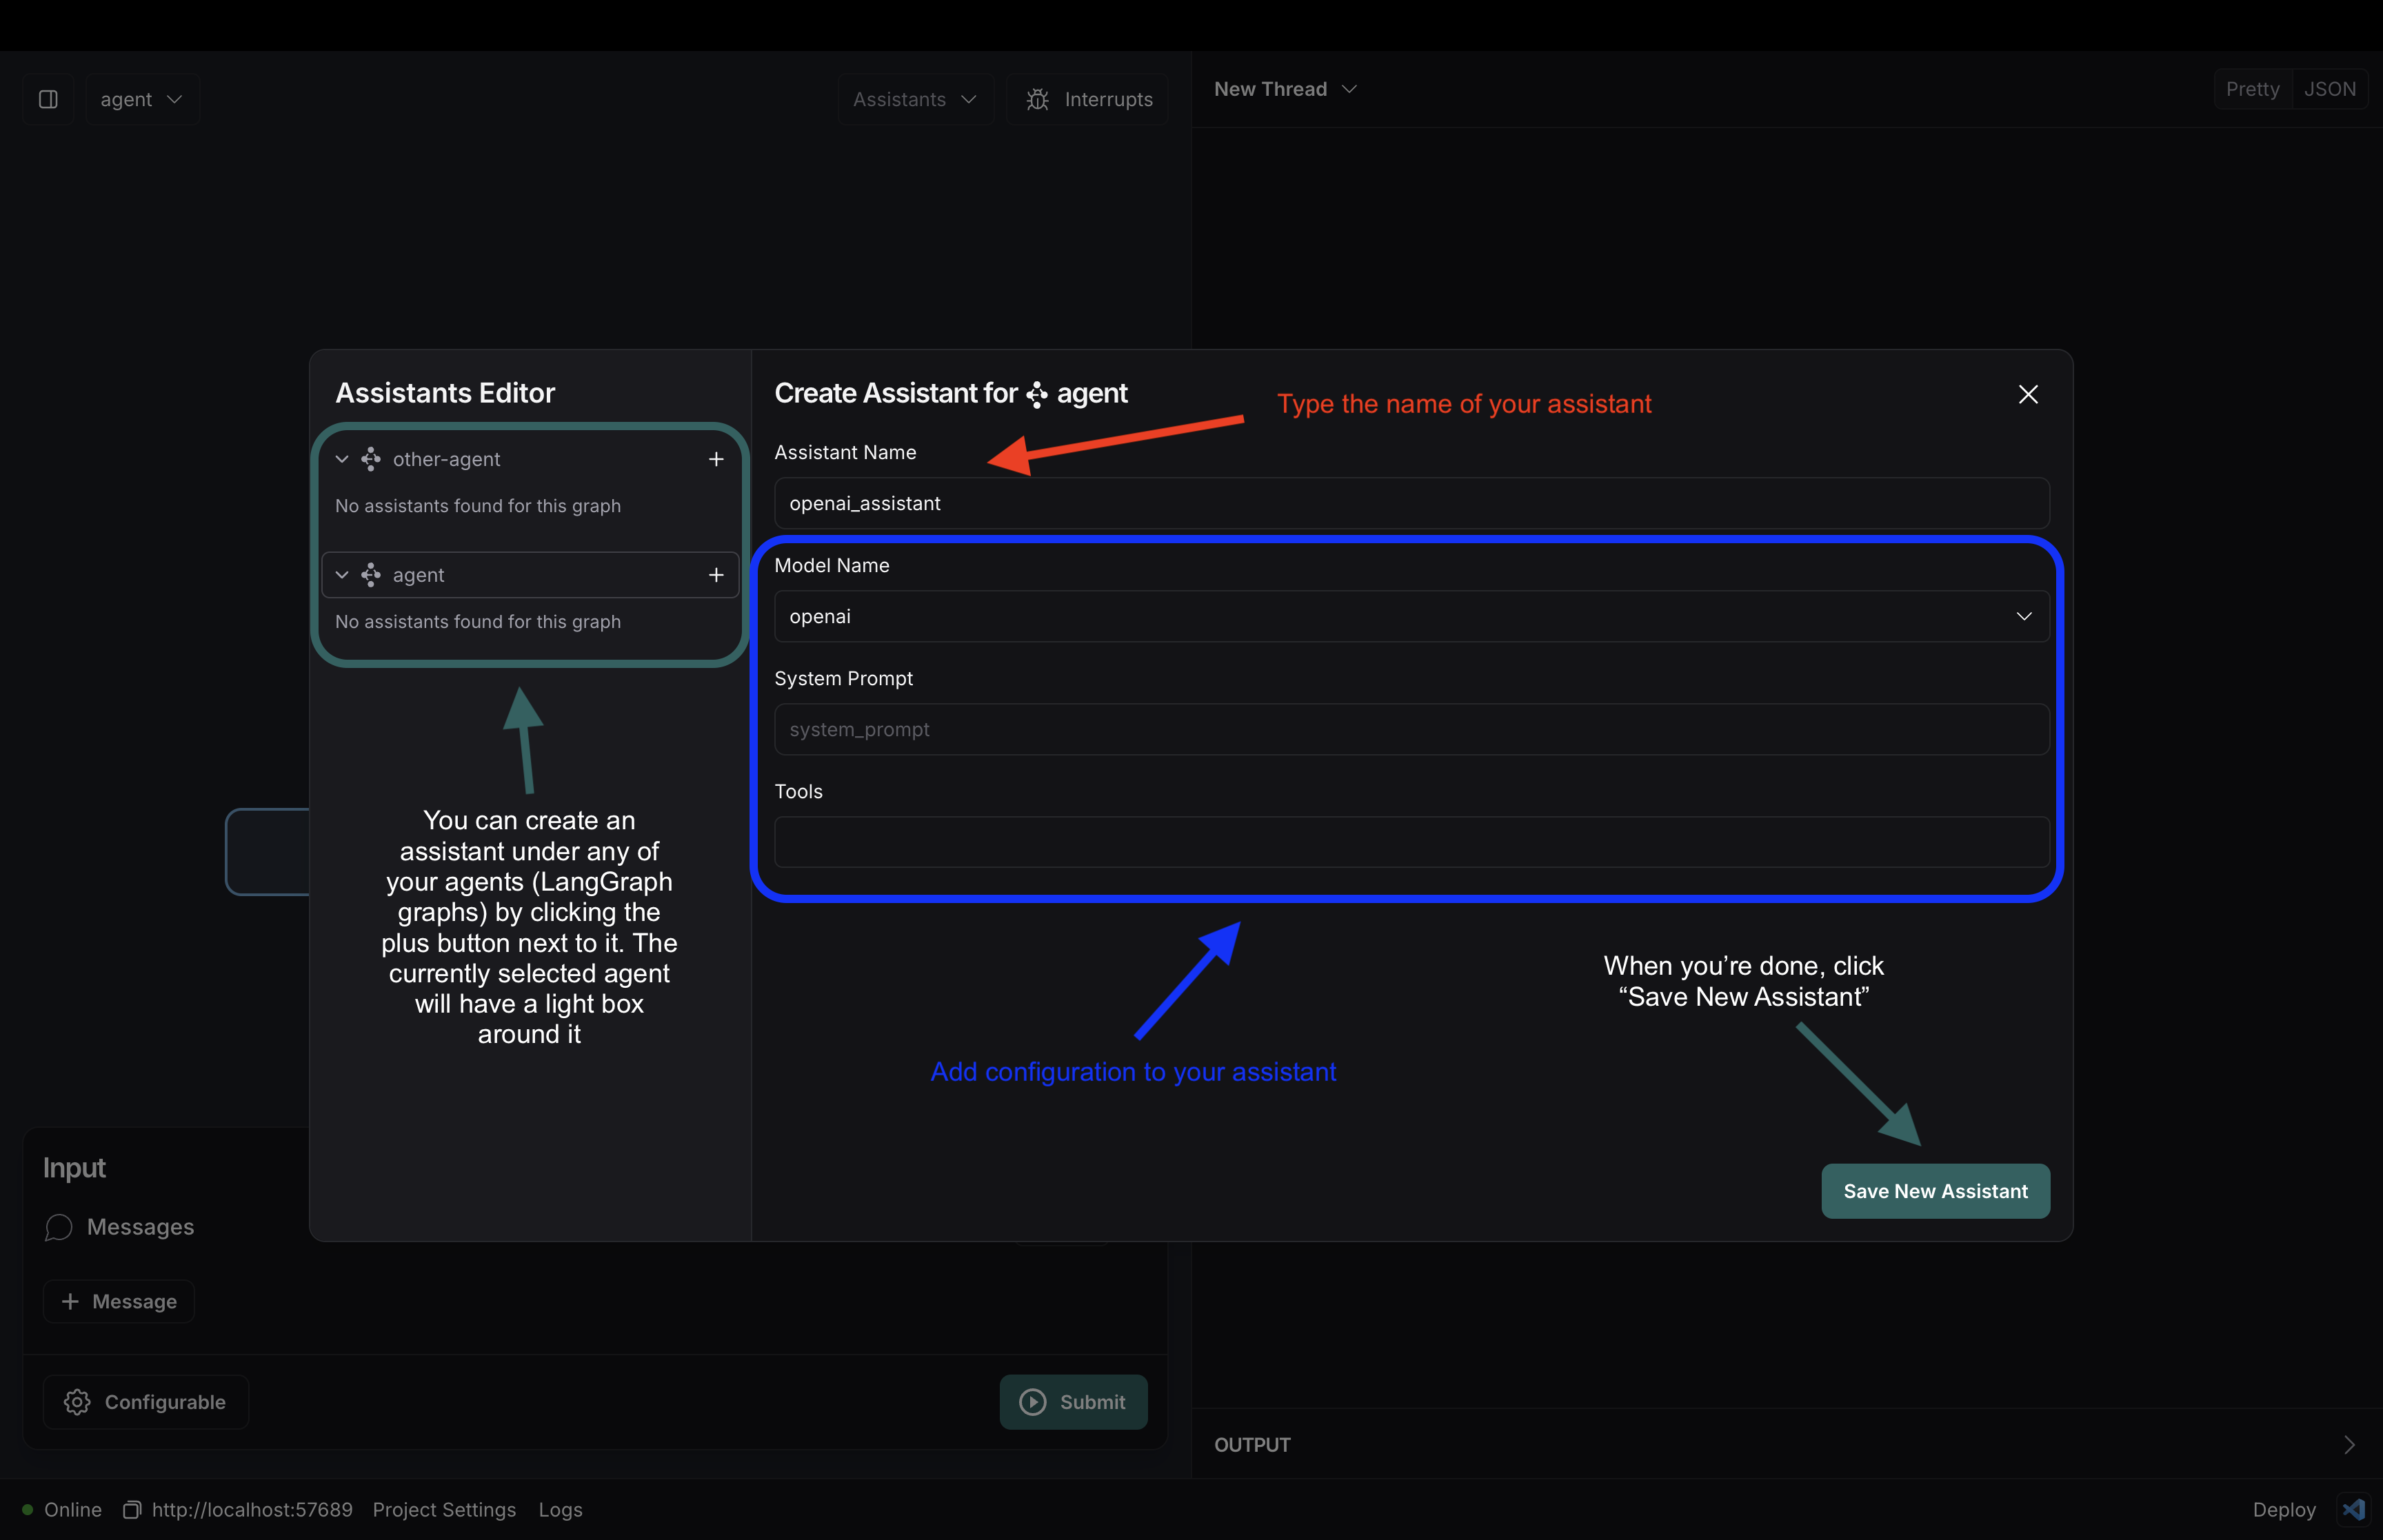 agent
Assistants
Interrupts
New Thread
Pretty
JSON
Assistants Editor
other-agent
No assistants found for this graph
agent
No assistants found for this graph
You can create an
assistant under any of
your agents (LangGraph
graphs) by clicking the
plus button next to it. The
currently selected agent
will have a light box
around it
Create Assistant for agent
Type the name of your assistant
Assistant Name
openai_assistant
Model Name
openai
System Prompt
system_prompt
Tools
Add configuration to your assistant
When you’re done, click
“Save New Assistant”
Save New Assistant
Input
Messages
+ Message
Configurable
Submit
OUTPUT
Online
http://localhost:57689
Project Settings
Logs
Deploy